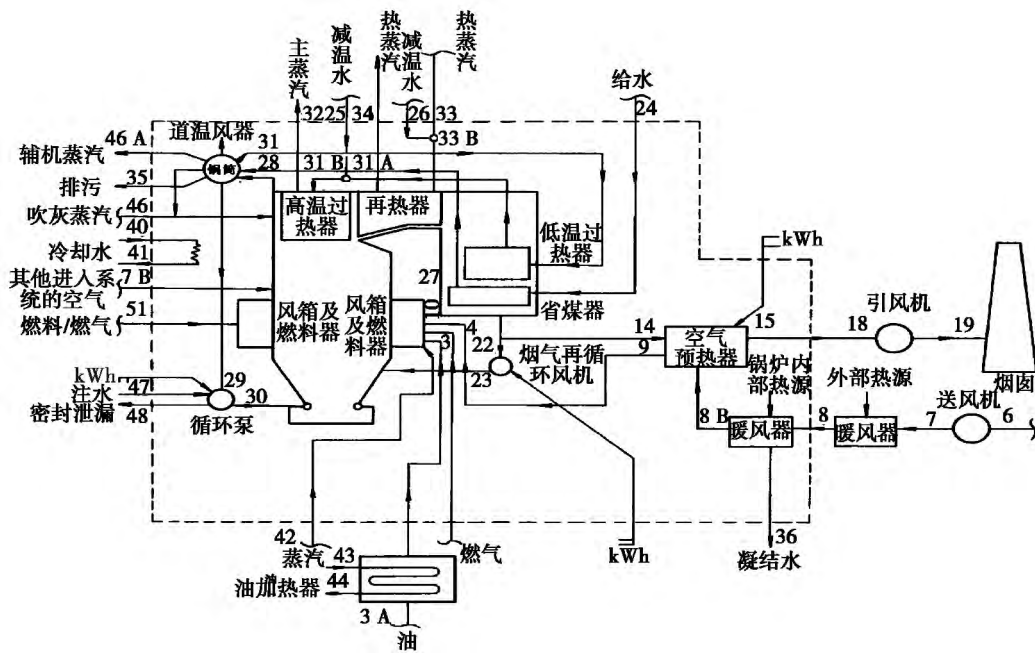 主蒸汽
减温水
热蒸汽
减温水
热蒸汽
给水
32 25 34 26 33 24
道温风器
33 B
46 A
31
辅机蒸汽
锅筒
28
31 B
31 A
35
排污
46
吹灰蒸汽
高温过
热器
再热器
低温过
热器
kWh
40
冷却水
41
其他进入系
统的空气
7 B
27
省煤器
51
燃料/燃气
风箱及
燃料器
风箱
及燃
料器
4
3
22
14
9
空气
预热器
15
18
引风机
19
烟囱
烟气再循
环风机
23
锅炉内
部热源
外部热源
kWh
47
注水
密封泄漏
48
29
30
循环泵
8 B
暖风器
8
暖风器
7
送风机
6
42
蒸汽
43
44
油加热器
燃气
kWh
36
凝结水
3 A
油